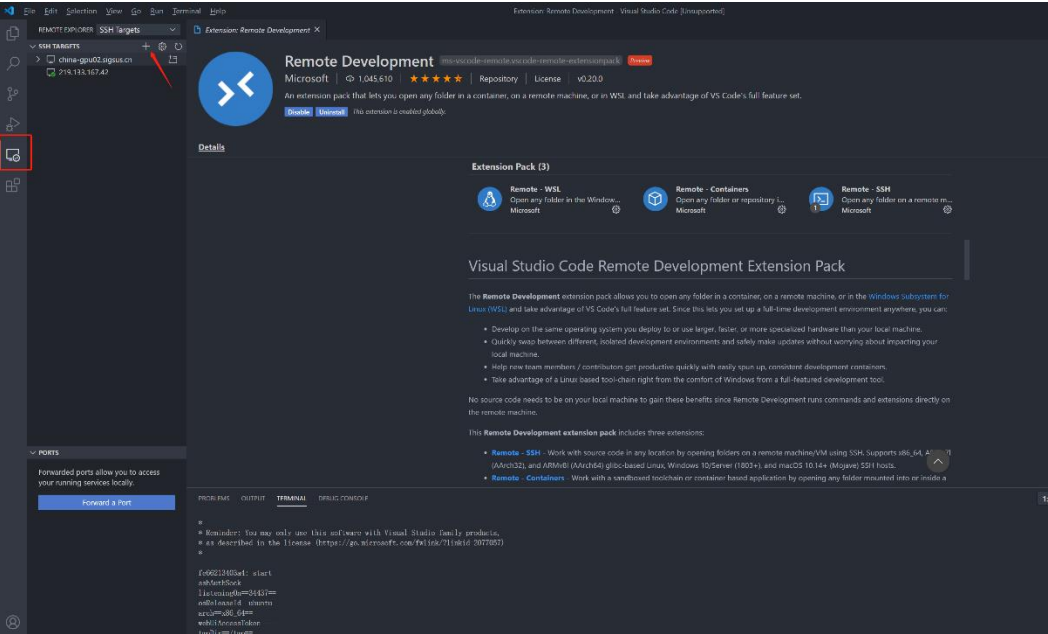 File Edit Selection View Go Run Terminal Help
Extension: Remote Development - Visual Studio Code [Unsupported]
REMOTE EXPLORER SSH Targets
Extension: Remote Development
SSH TARGETS
china-gpu02.sigsus.cn
219.133.167.42
Remote Development ms-vscode-remote.vscode-remote-extensionpack Preview
Microsoft 1,045,610 Repository License v0.20.0
An extension pack that lets you open any folder in a container, on a remote machine, or in WSL and take advantage of VS Code's full feature set.
Disable Uninstall This extension is enabled globally.
Details
Extension Pack (3)
Remote - WSL
Open any folder in the Window...
Microsoft
Remote - Containers
Open any folder or repository i...
Microsoft
Remote - SSH
Open any folder on a remote m...
Microsoft
1
Visual Studio Code Remote Development Extension Pack
The Remote Development extension pack allows you to open any folder in a container, on a remote machine, or in the Windows Subsystem for
Linux (WSL) and take advantage of VS Code's full feature set. Since this lets you set up a full-time development environment anywhere, you can:
• Develop on the same operating system you deploy to or use larger, faster, or more specialized hardware than your local machine.
• Quickly swap between different, isolated development environments and safely make updates without worrying about impacting your
local machine.
• Help new team members / contributors get productive quickly with easily spun up, consistent development containers.
• Take advantage of a Linux based tool-chain right from the comfort of Windows from a full-featured development tool.
No source code needs to be on your local machine to gain these benefits since Remote Development runs commands and extensions directly on
the remote machine.
This Remote Development extension pack includes three extensions:
• Remote - SSH - Work with source code in any location by opening folders on a remote machine/VM using SSH. Supports x86_64,
(AArch32), and ARMv8l (AArch64) glibc-based Linux, Windows 10/Server (1803+), and macOS 10.14+ (Mojave) SSH hosts.
• Remote - Containers - Work with a sandboxed toolchain or container based application by opening any folder mounted into or inside a
PORTS
Forwarded ports allow you to access
your running services locally.
Forward a Port
PROBLEMS OUTPUT TERMINAL DEBUG CONSOLE
1:
*
* Reminder: You may only use this software with Visual Studio family products,
* as described in the license (https://go.microsoft.com/fwlink/?linkid=2077057)
*
fc66213403a4: start
sshAuthSock
listeningOn==34437==
osReleaseId ubuntu
arch==x86_64==
webUiAccessToken